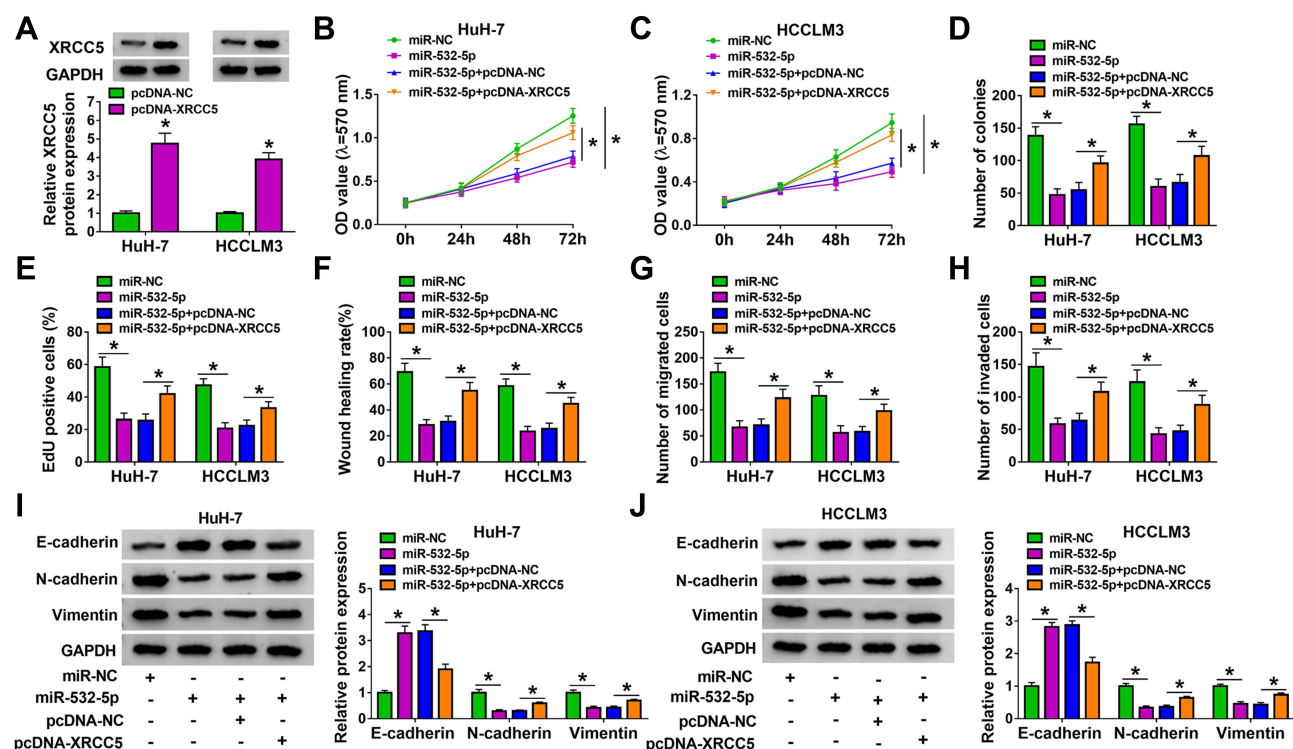 A
XRCC5
GAPDH
pcDNA-NC
pcDNA-XRCC5
Relative XRCC5
protein expression
7
6
5
4
3
2
1
0
* *
HuH-7 HCCLM3
B
HuH-7
miR-NC
miR-532-5p
miR-532-5p+pcDNA-NC
miR-532-5p+pcDNA-XRCC5
OD value (λ=570 nm)
1.5
1.0
0.5
0.0
* *
0h 24h 48h 72h
C
HCCLM3
miR-NC
miR-532-5p
miR-532-5p+pcDNA-NC
miR-532-5p+pcDNA-XRCC5
OD value (λ=570 nm)
1.2
0.8
0.4
0.0
* *
0h 24h 48h 72h
D
miR-NC
miR-532-5p
miR-532-5p+pcDNA-NC
miR-532-5p+pcDNA-XRCC5
Number of colonies
200
150
100
50
0
* * * *
HuH-7 HCCLM3
E
miR-NC
miR-532-5p
miR-532-5p+pcDNA-NC
miR-532-5p+pcDNA-XRCC5
EdU positive cells (%)
80
60
40
20
0
* * * *
HuH-7 HCCLM3
F
miR-NC
miR-532-5p
miR-532-5p+pcDNA-NC
miR-532-5p+pcDNA-XRCC5
Wound healing rate(%)
100
80
60
40
20
0
* * * *
HuH-7 HCCLM3
G
miR-NC
miR-532-5p
miR-532-5p+pcDNA-NC
miR-532-5p+pcDNA-XRCC5
Number of migrated cells
250
200
150
100
50
0
* * * *
HuH-7 HCCLM3
H
miR-NC
miR-532-5p
miR-532-5p+pcDNA-NC
miR-532-5p+pcDNA-XRCC5
Number of invaded cells
200
150
100
50
0
* * * *
HuH-7 HCCLM3
I
HuH-7
E-cadherin
N-cadherin
Vimentin
GAPDH
miR-NC + - - -
miR-532-5p - + + +
pcDNA-NC - - + -
pcDNA-XRCC5 - - - +
HuH-7
miR-NC
miR-532-5p
miR-532-5p+pcDNA-NC
miR-532-5p+pcDNA-XRCC5
Relative protein expression
5
4
3
2
1
0
* * * * * *
E-cadherin N-cadherin Vimentin
J
HCCLM3
E-cadherin
N-cadherin
Vimentin
GAPDH
miR-NC + - - -
miR-532-5p - + + +
pcDNA-NC - - + -
pcDNA-XRCC5 - - - +
HCCLM3
miR-NC
miR-532-5p
miR-532-5p+pcDNA-NC
miR-532-5p+pcDNA-XRCC5
Relative protein expression
4
3
2
1
0
* * * * * *
E-cadherin N-cadherin Vimentin